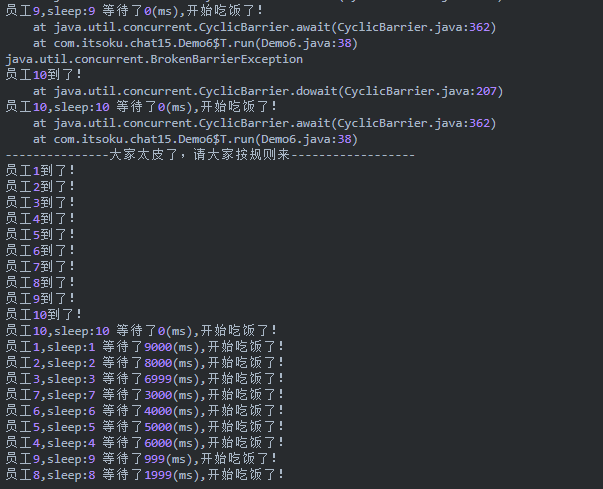 员工9,sleep:9 等待了0(ms),开始吃饭了!
at java.util.concurrent.CyclicBarrier.await(CyclicBarrier.java:362)
at com.itsoku.chat15.Demo6$T.run(Demo6.java:38)
java.util.concurrent.BrokenBarrierException
员工10到了!
at java.util.concurrent.CyclicBarrier.dowait(CyclicBarrier.java:207)
员工10,sleep:10 等待了0(ms),开始吃饭了!
at java.util.concurrent.CyclicBarrier.await(CyclicBarrier.java:362)
at com.itsoku.chat15.Demo6$T.run(Demo6.java:38)
---------------大家太皮了，请大家按规则来------------------
员工1到了!
员工2到了!
员工3到了!
员工4到了!
员工5到了!
员工6到了!
员工7到了!
员工8到了!
员工9到了!
员工10到了!
员工10,sleep:10 等待了0(ms),开始吃饭了!
员工1,sleep:1 等待了9000(ms),开始吃饭了!
员工2,sleep:2 等待了8000(ms),开始吃饭了!
员工3,sleep:3 等待了6999(ms),开始吃饭了!
员工7,sleep:7 等待了3000(ms),开始吃饭了!
员工6,sleep:6 等待了4000(ms),开始吃饭了!
员工5,sleep:5 等待了5000(ms),开始吃饭了!
员工4,sleep:4 等待了6000(ms),开始吃饭了!
员工9,sleep:9 等待了999(ms),开始吃饭了!
员工8,sleep:8 等待了1999(ms),开始吃饭了!